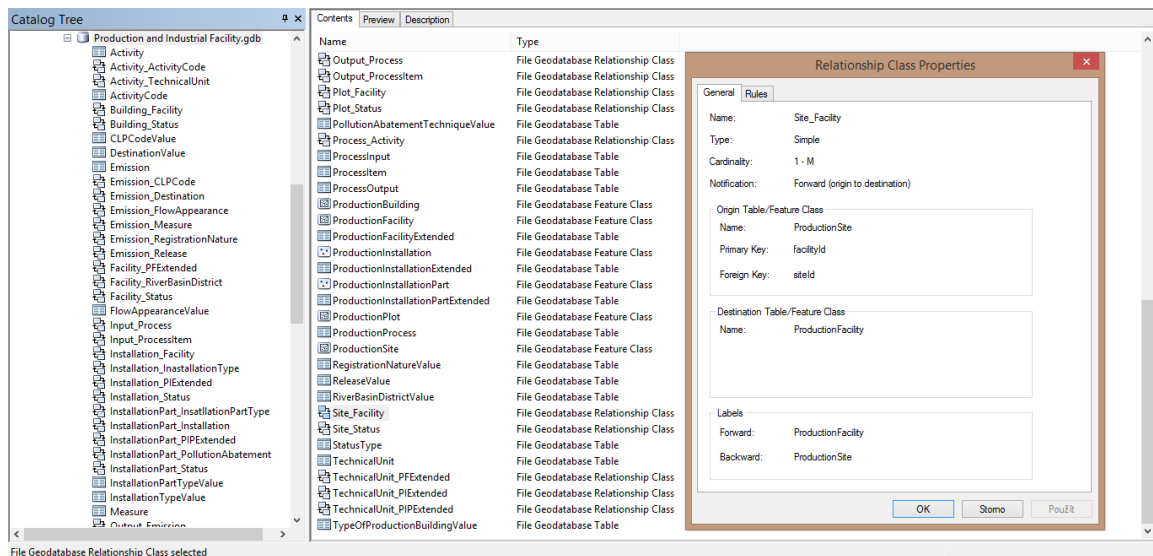 Catalog Tree
Production and Industrial Facility.gdb
Activity
Activity_ActivityCode
Activity_TechnicalUnit
ActivityCode
Building_Facility
Building_Status
CLPCodeValue
DestinationValue
Emission
Emission_CLPCode
Emission_Destination
Emission_FlowAppearance
Emission_Measure
Emission_RegistrationNature
Emission_Release
Facility_PFExtended
Facility_RiverBasinDistrict
Facility_Status
FlowAppearanceValue
Input_Process
Input_ProcessItem
Installation_Facility
Installation_InastallationType
Installation_PIExtended
Installation_Status
InstallationPart_InsatllationPartType
InstallationPart_Installation
InstallationPart_PIPExtended
InstallationPart_PollutionAbatement
InstallationPart_Status
InstallationPartTypeValue
InstallationTypeValue
Measure
Output_Emission
File Geodatabase Relationship Class selected
Contents Preview Description
Name Type
Output_Process File Geodatabase Relationship Class
Output_ProcessItem File Geodatabase Relationship Class
Plot_Facility File Geodatabase Relationship Class
Plot_Status File Geodatabase Relationship Class
PollutionAbatementTechniqueValue File Geodatabase Table
Process_Activity File Geodatabase Relationship Class
ProcessInput File Geodatabase Table
ProcessItem File Geodatabase Table
ProcessOutput File Geodatabase Table
ProductionBuilding File Geodatabase Feature Class
ProductionFacility File Geodatabase Feature Class
ProductionFacilityExtended File Geodatabase Table
ProductionInstallation File Geodatabase Feature Class
ProductionInstallationExtended File Geodatabase Table
ProductionInstallationPart File Geodatabase Feature Class
ProductionInstallationPartExtended File Geodatabase Table
ProductionPlot File Geodatabase Feature Class
ProductionProcess File Geodatabase Table
ProductionSite File Geodatabase Feature Class
RegistrationNatureValue File Geodatabase Table
ReleaseValue File Geodatabase Table
RiverBasinDistrictValue File Geodatabase Table
Site_Facility File Geodatabase Relationship Class
Site_Status File Geodatabase Relationship Class
StatusType File Geodatabase Table
TechnicalUnit File Geodatabase Table
TechnicalUnit_PFExtended File Geodatabase Relationship Class
TechnicalUnit_PIExtended File Geodatabase Relationship Class
TechnicalUnit_PIPExtended File Geodatabase Relationship Class
TypeOfProductionBuildingValue File Geodatabase Table
Relationship Class Properties
General Rules
Name: Site_Facility
Type: Simple
Cardinality: 1 - M
Notification: Forward (origin to destination)
Origin Table/Feature Class
Name: ProductionSite
Primary Key: facilityId
Foreign Key: siteId
Destination Table/Feature Class
Name: ProductionFacility
Labels
Forward: ProductionFacility
Backward: ProductionSite
OK Storno Použít